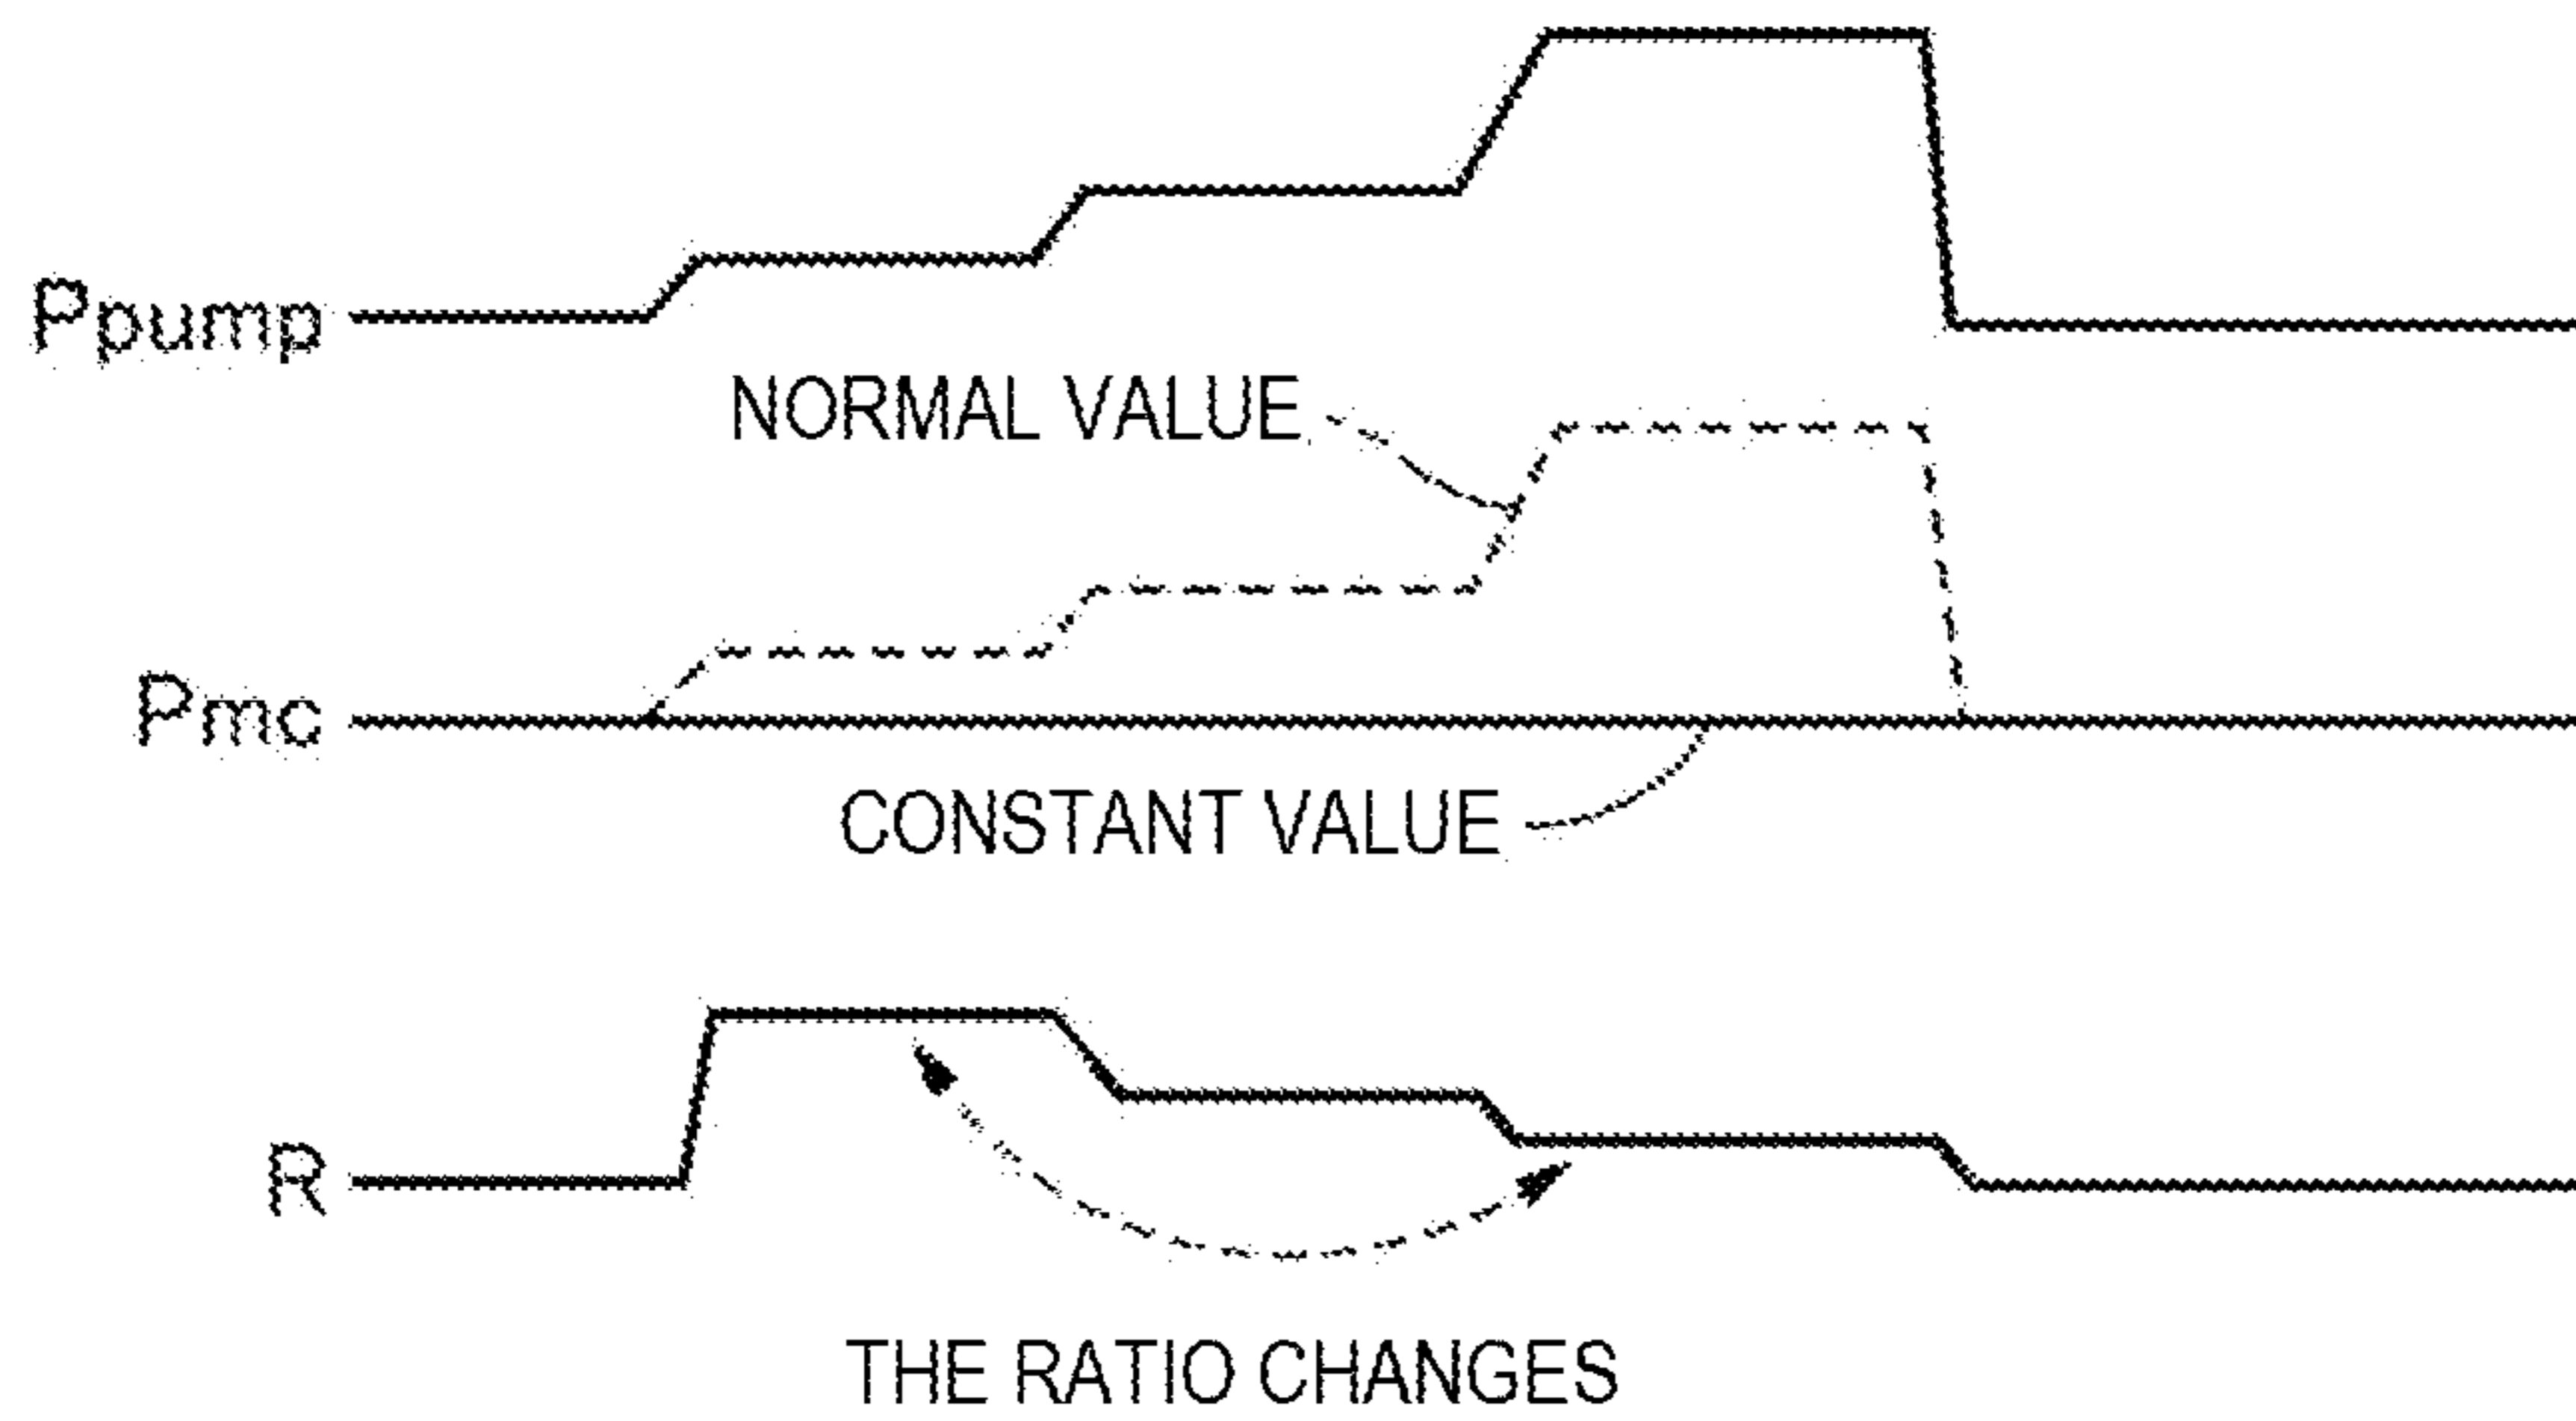 Ppump
NORMAL VALUE
Pmc
CONSTANT VALUE
R
THE RATIO CHANGES